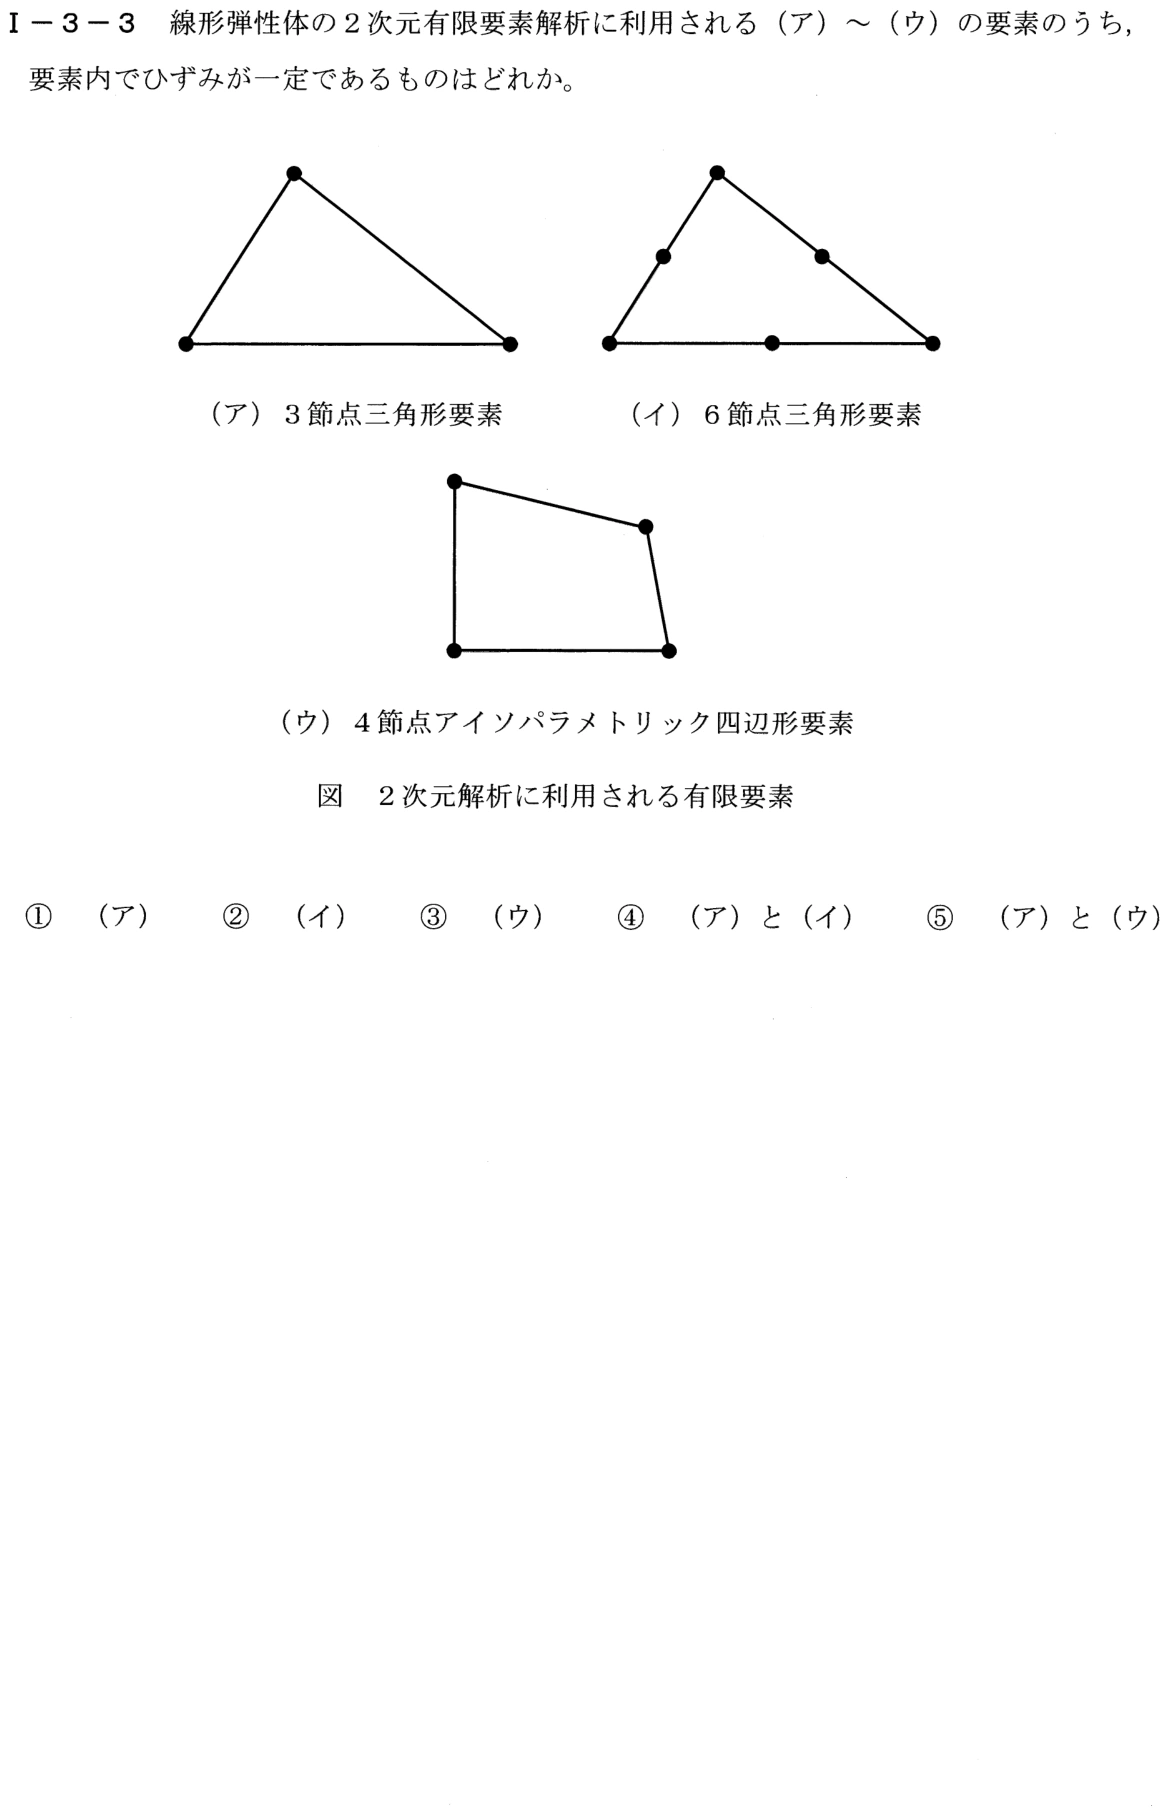 Ⅰ－３－３　線形弾性体の２次元有限要素解析に利用される（ア）～（ウ）の要素のうち，
要素内でひずみが一定であるものはどれか。
（ア）３節点三角形要素　（イ）６節点三角形要素
（ウ）４節点アイソパラメトリック四辺形要素
図　２次元解析に利用される有限要素
①　（ア）　②　（イ）　③　（ウ）　④　（ア）と（イ）　⑤　（ア）と（ウ）